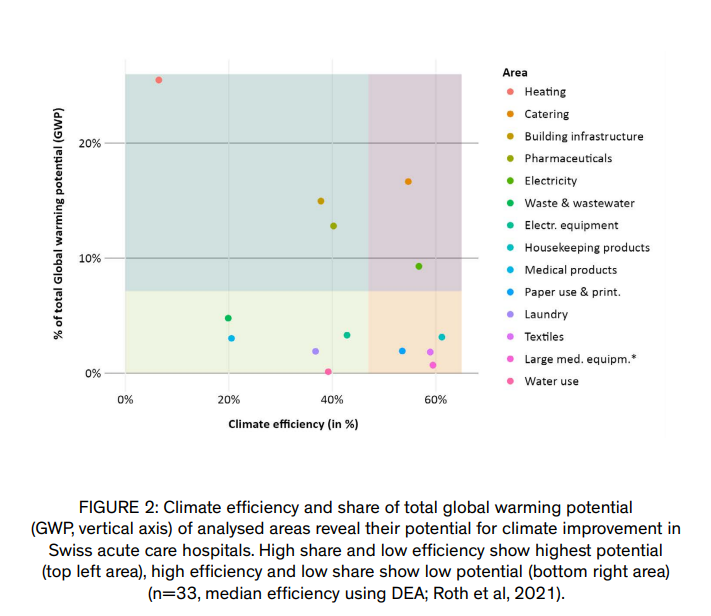 % of total Global warming potential (GWP)
20%
10%
0%
0%
20%
40%
60%
Climate efficiency (in %)
Area
Heating
Catering
Building infrastructure
Pharmaceuticals
Electricity
Waste & wastewater
Electr. equipment
Housekeeping products
Medical products
Paper use & print.
Laundry
Textiles
Large med. equipm.*
Water use
FIGURE 2: Climate efficiency and share of total global warming potential
(GWP, vertical axis) of analysed areas reveal their potential for climate improvement in
Swiss acute care hospitals. High share and low efficiency show highest potential
(top left area), high efficiency and low share show low potential (bottom right area)
(n=33, median efficiency using DEA; Roth et al, 2021).